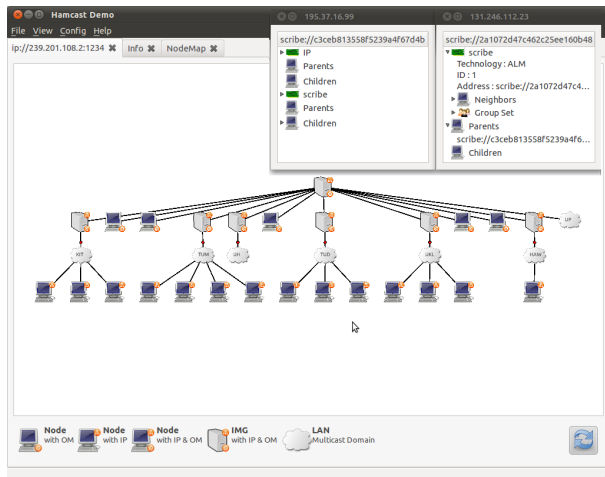 Hamcast Demo
File View Config Help
ip://239.201.108.2:1234
Info
NodeMap
195.37.16.99
scribe://c3ceb813558f5239a4f67d4b
IP
Parents
Children
scribe
Parents
Children
131.246.112.23
scribe://2a1072d47c462c25ee160b48
scribe
Technology : ALM
ID : 1
Address : scribe://2a1072d47c4...
Neighbors
Group Set
Parents
scribe://c3ceb813558f5239a4f6...
Children
KIT
TUM
UH
TUD
UKL
HAW
Node
with OM
Node
with IP
Node
with IP & OM
IMG
with IP & OM
LAN
Multicast Domain